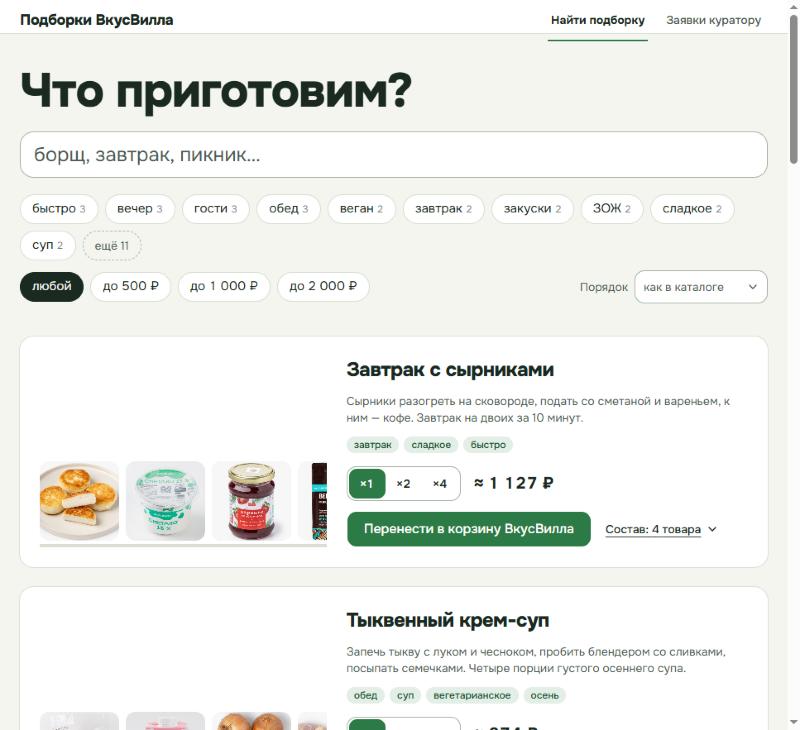 Подборки ВкусВилла
Найти подборку
Заявки куратору
Что приготовим?
борщ, завтрак, пикник...
быстро 3
вечер 3
гости 3
обед 3
веган 2
завтрак 2
закуски 2
ЗОЖ 2
сладкое 2
суп 2
ещё 11
любой
до 500 ₽
до 1 000 ₽
до 2 000 ₽
Порядок
как в каталоге
Завтрак с сырниками
Сырники разогреть на сковороде, подать со сметаной и вареньем, к
ним — кофе. Завтрак на двоих за 10 минут.
завтрак
сладкое
быстро
×1
×2
×4
≈ 1 127 ₽
Перенести в корзину ВкусВилла
Состав: 4 товара
Тыквенный крем-суп
Запечь тыкву с луком и чесноком, пробить блендером со сливками,
посыпать семечками. Четыре порции густого осеннего супа.
обед
суп
вегетарианское
осень